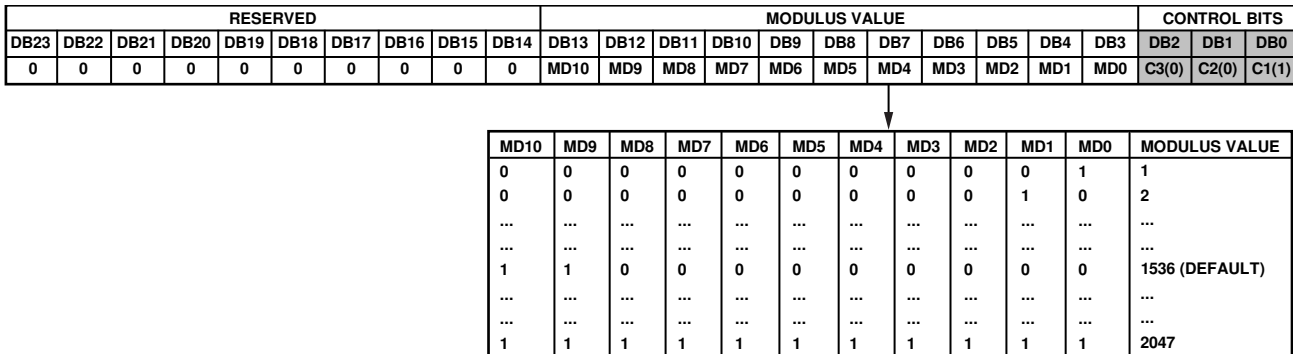 RESERVED MODULUS VALUE CONTROL BITS
DB23 DB22 DB21 DB20 DB19 DB18 DB17 DB16 DB15 DB14 DB13 DB12 DB11 DB10 DB9 DB8 DB7 DB6 DB5 DB4 DB3 DB2 DB1 DB0
0 0 0 0 0 0 0 0 0 0 MD10 MD9 MD8 MD7 MD6 MD5 MD4 MD3 MD2 MD1 MD0 C3(0) C2(0) C1(1)
MD10 MD9 MD8 MD7 MD6 MD5 MD4 MD3 MD2 MD1 MD0 MODULUS VALUE
0 0 0 0 0 0 0 0 0 0 1 1
0 0 0 0 0 0 0 0 0 1 0 2
... ... ... ... ... ... ... ... ... ... ... ...
... ... ... ... ... ... ... ... ... ... ... ...
1 1 0 0 0 0 0 0 0 0 0 1536 (DEFAULT)
... ... ... ... ... ... ... ... ... ... ... ...
... ... ... ... ... ... ... ... ... ... ... ...
1 1 1 1 1 1 1 1 1 1 1 2047